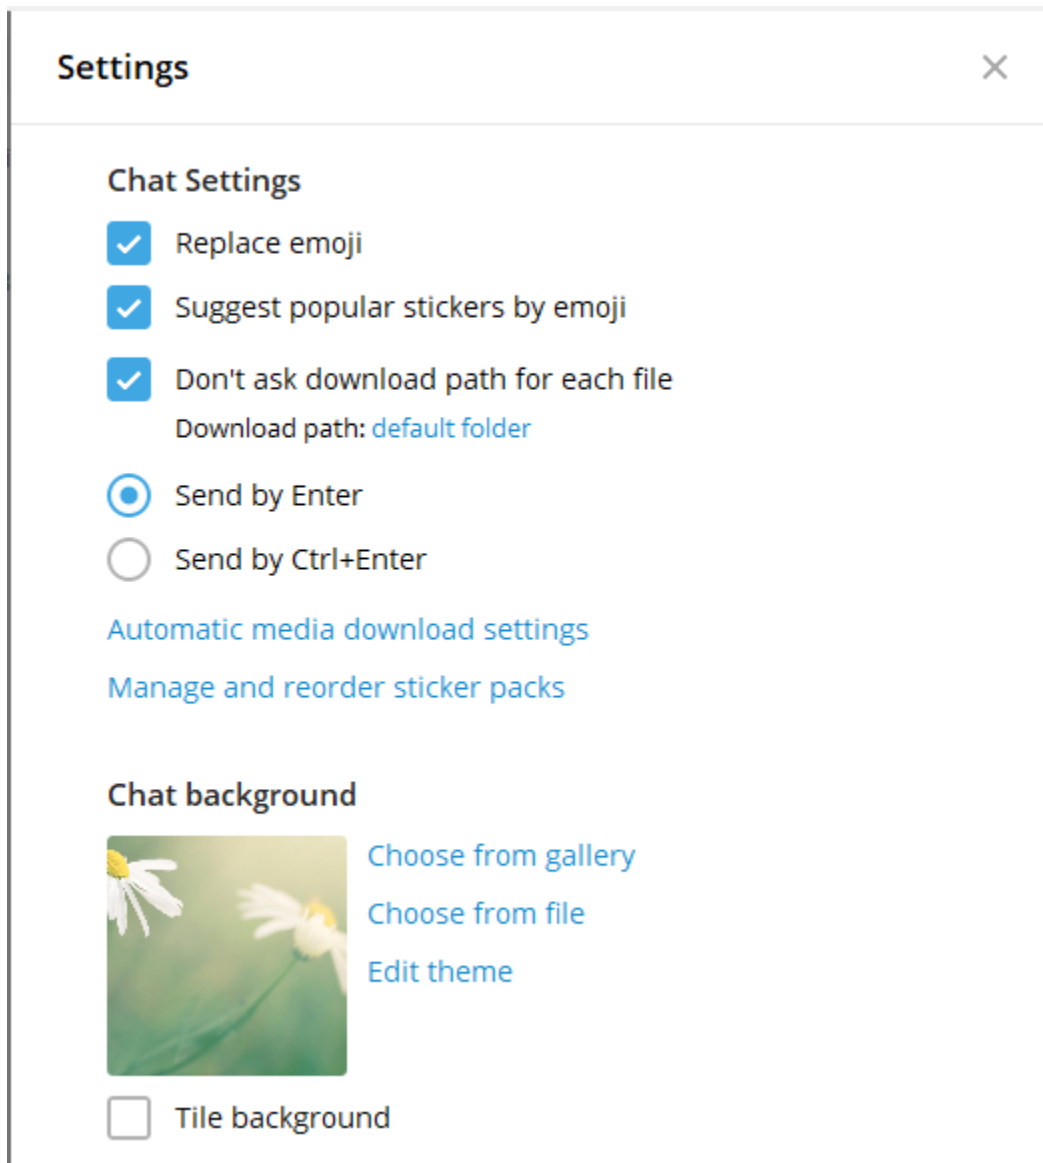 Settings
Chat Settings
Replace emoji
Suggest popular stickers by emoji
Don't ask download path for each file
Download path: default folder
Send by Enter
Send by Ctrl+Enter
Automatic media download settings
Manage and reorder sticker packs
Chat background
Choose from gallery
Choose from file
Edit theme
Tile background